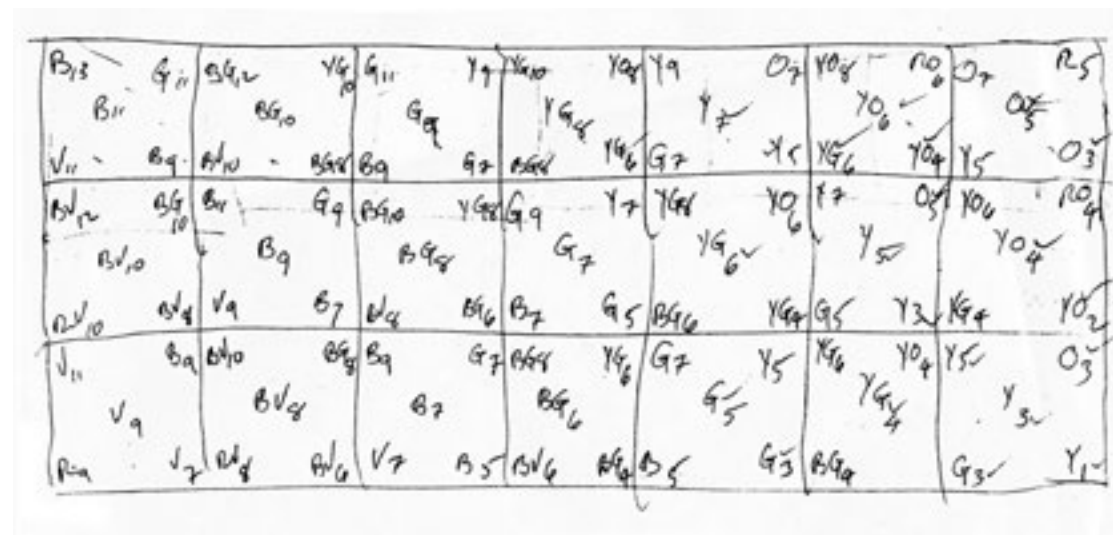 B13 G11 BG12 YG10 G11 Y9 YG10 YO8 Y9 O7 YO8 RO6 O7 R5
B11 BG10 G9 YG8 Y7 YO6 O5
V11 B9 BV10 BG8 B9 G7 BG8 YG6 G7 Y5 YG6 YO4 Y5 O3
BV12 BG10 B11 G9 BG10 YG8 G9 Y7 YG8 YO6 Y7 O5 YO6 RO4
BV10 B9 BG8 G7 YG6 Y5 YO4
RV10 BV8 V9 B7 BV8 BG6 B7 G5 BG6 YG4 G5 Y3 YG4 YO2
V11 B9 BV10 BG8 B9 G7 BG8 YG6 G7 Y5 YG6 YO4 Y5 O3
V9 BV8 B7 BG6 G5 YG4 Y3
V7 RV8 BV6 V7 B5 BV6 BG4 B5 G3 BG4 G3 Y1